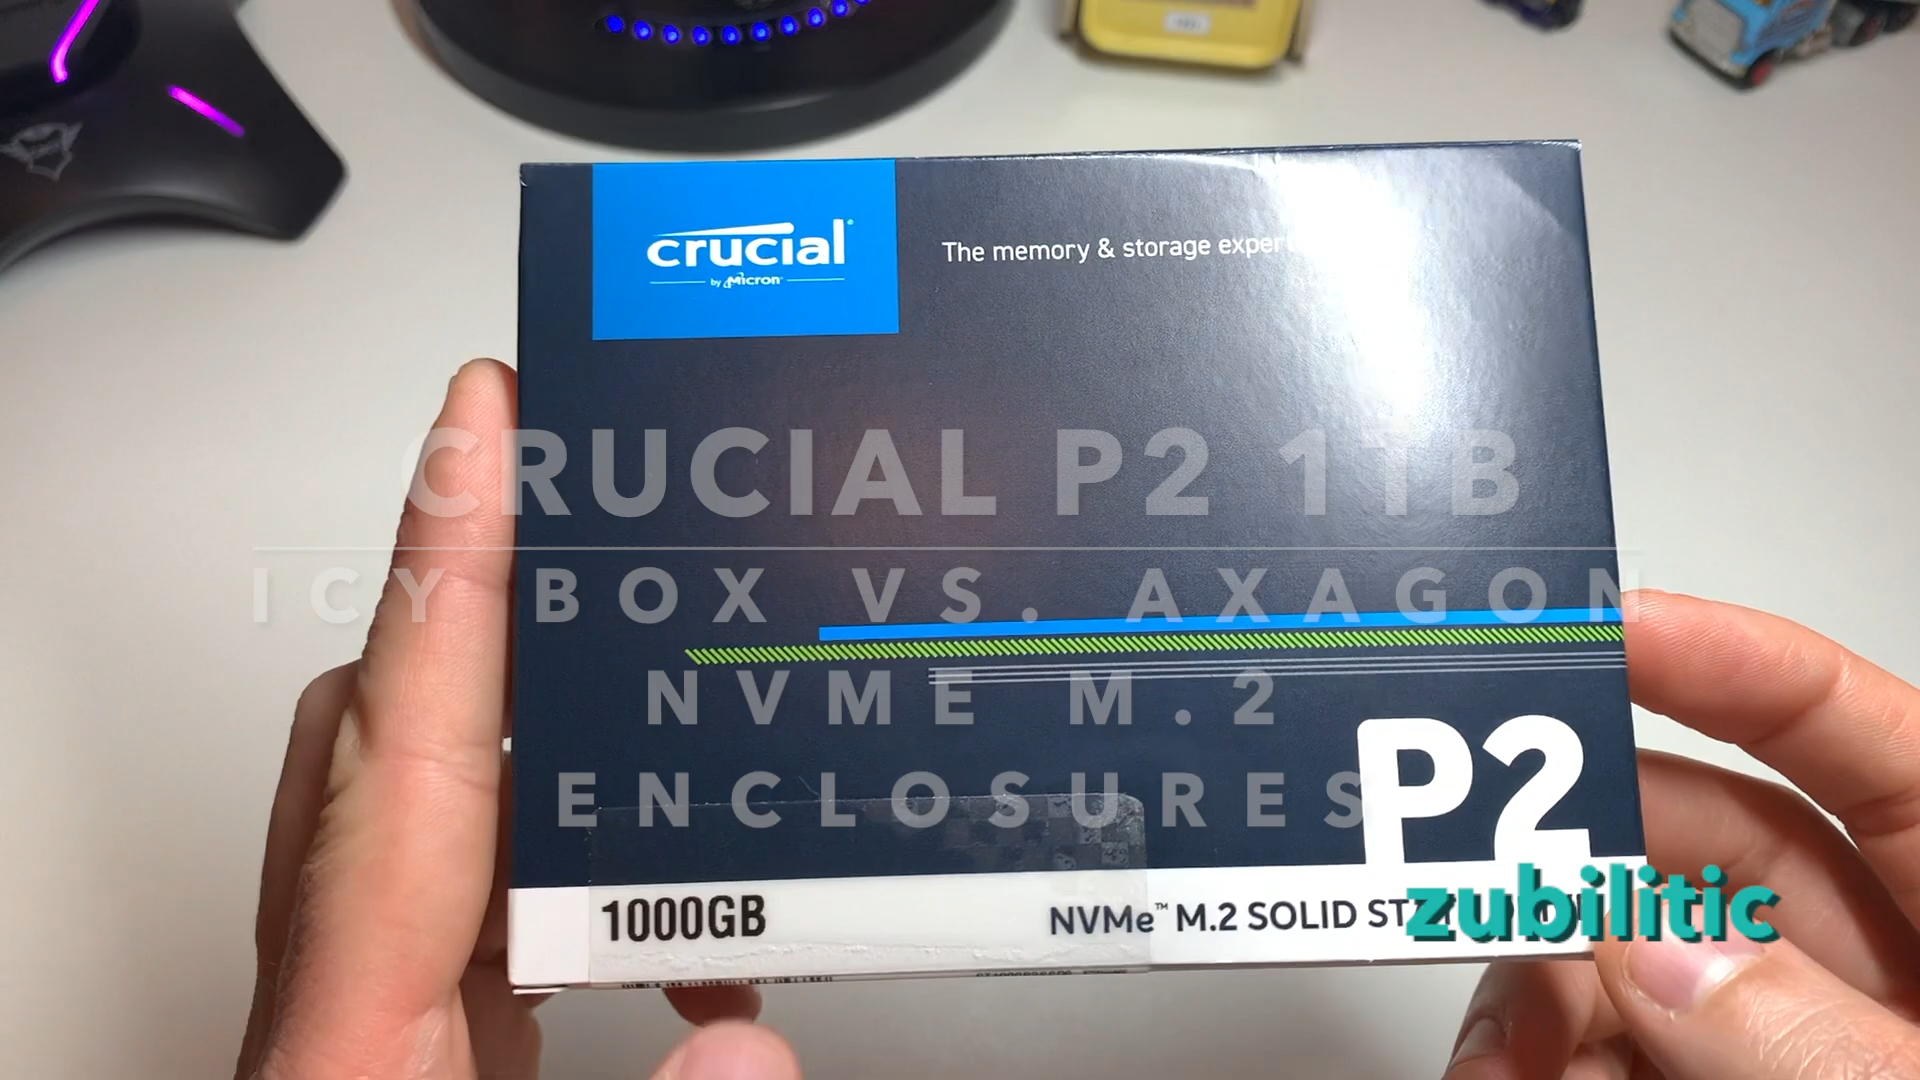 crucial
by Micron
The memory & storage exper
CRUCIAL P2 1TB
ICY BOX VS. AXAGON
NVME M.2
ENCLOSURES
P2
1000GB
NVMe™ M.2 SOLID
zubilitic